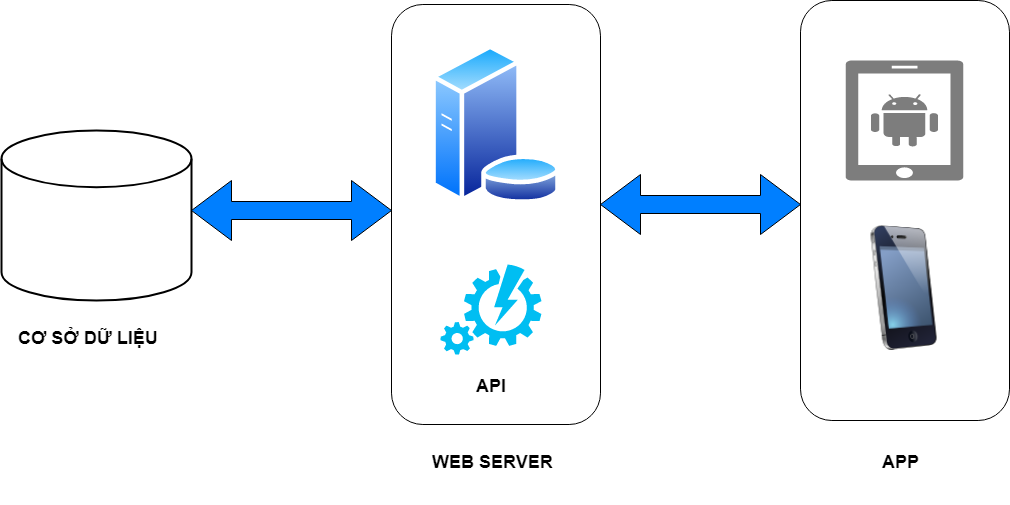 CƠ SỞ DỮ LIỆU
API
WEB SERVER
APP